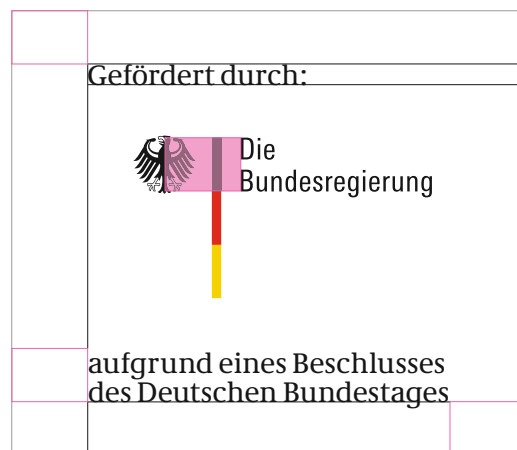 Gefördert durch:
Die
Bundesregierung
aufgrund eines Beschlusses
des Deutschen Bundestages